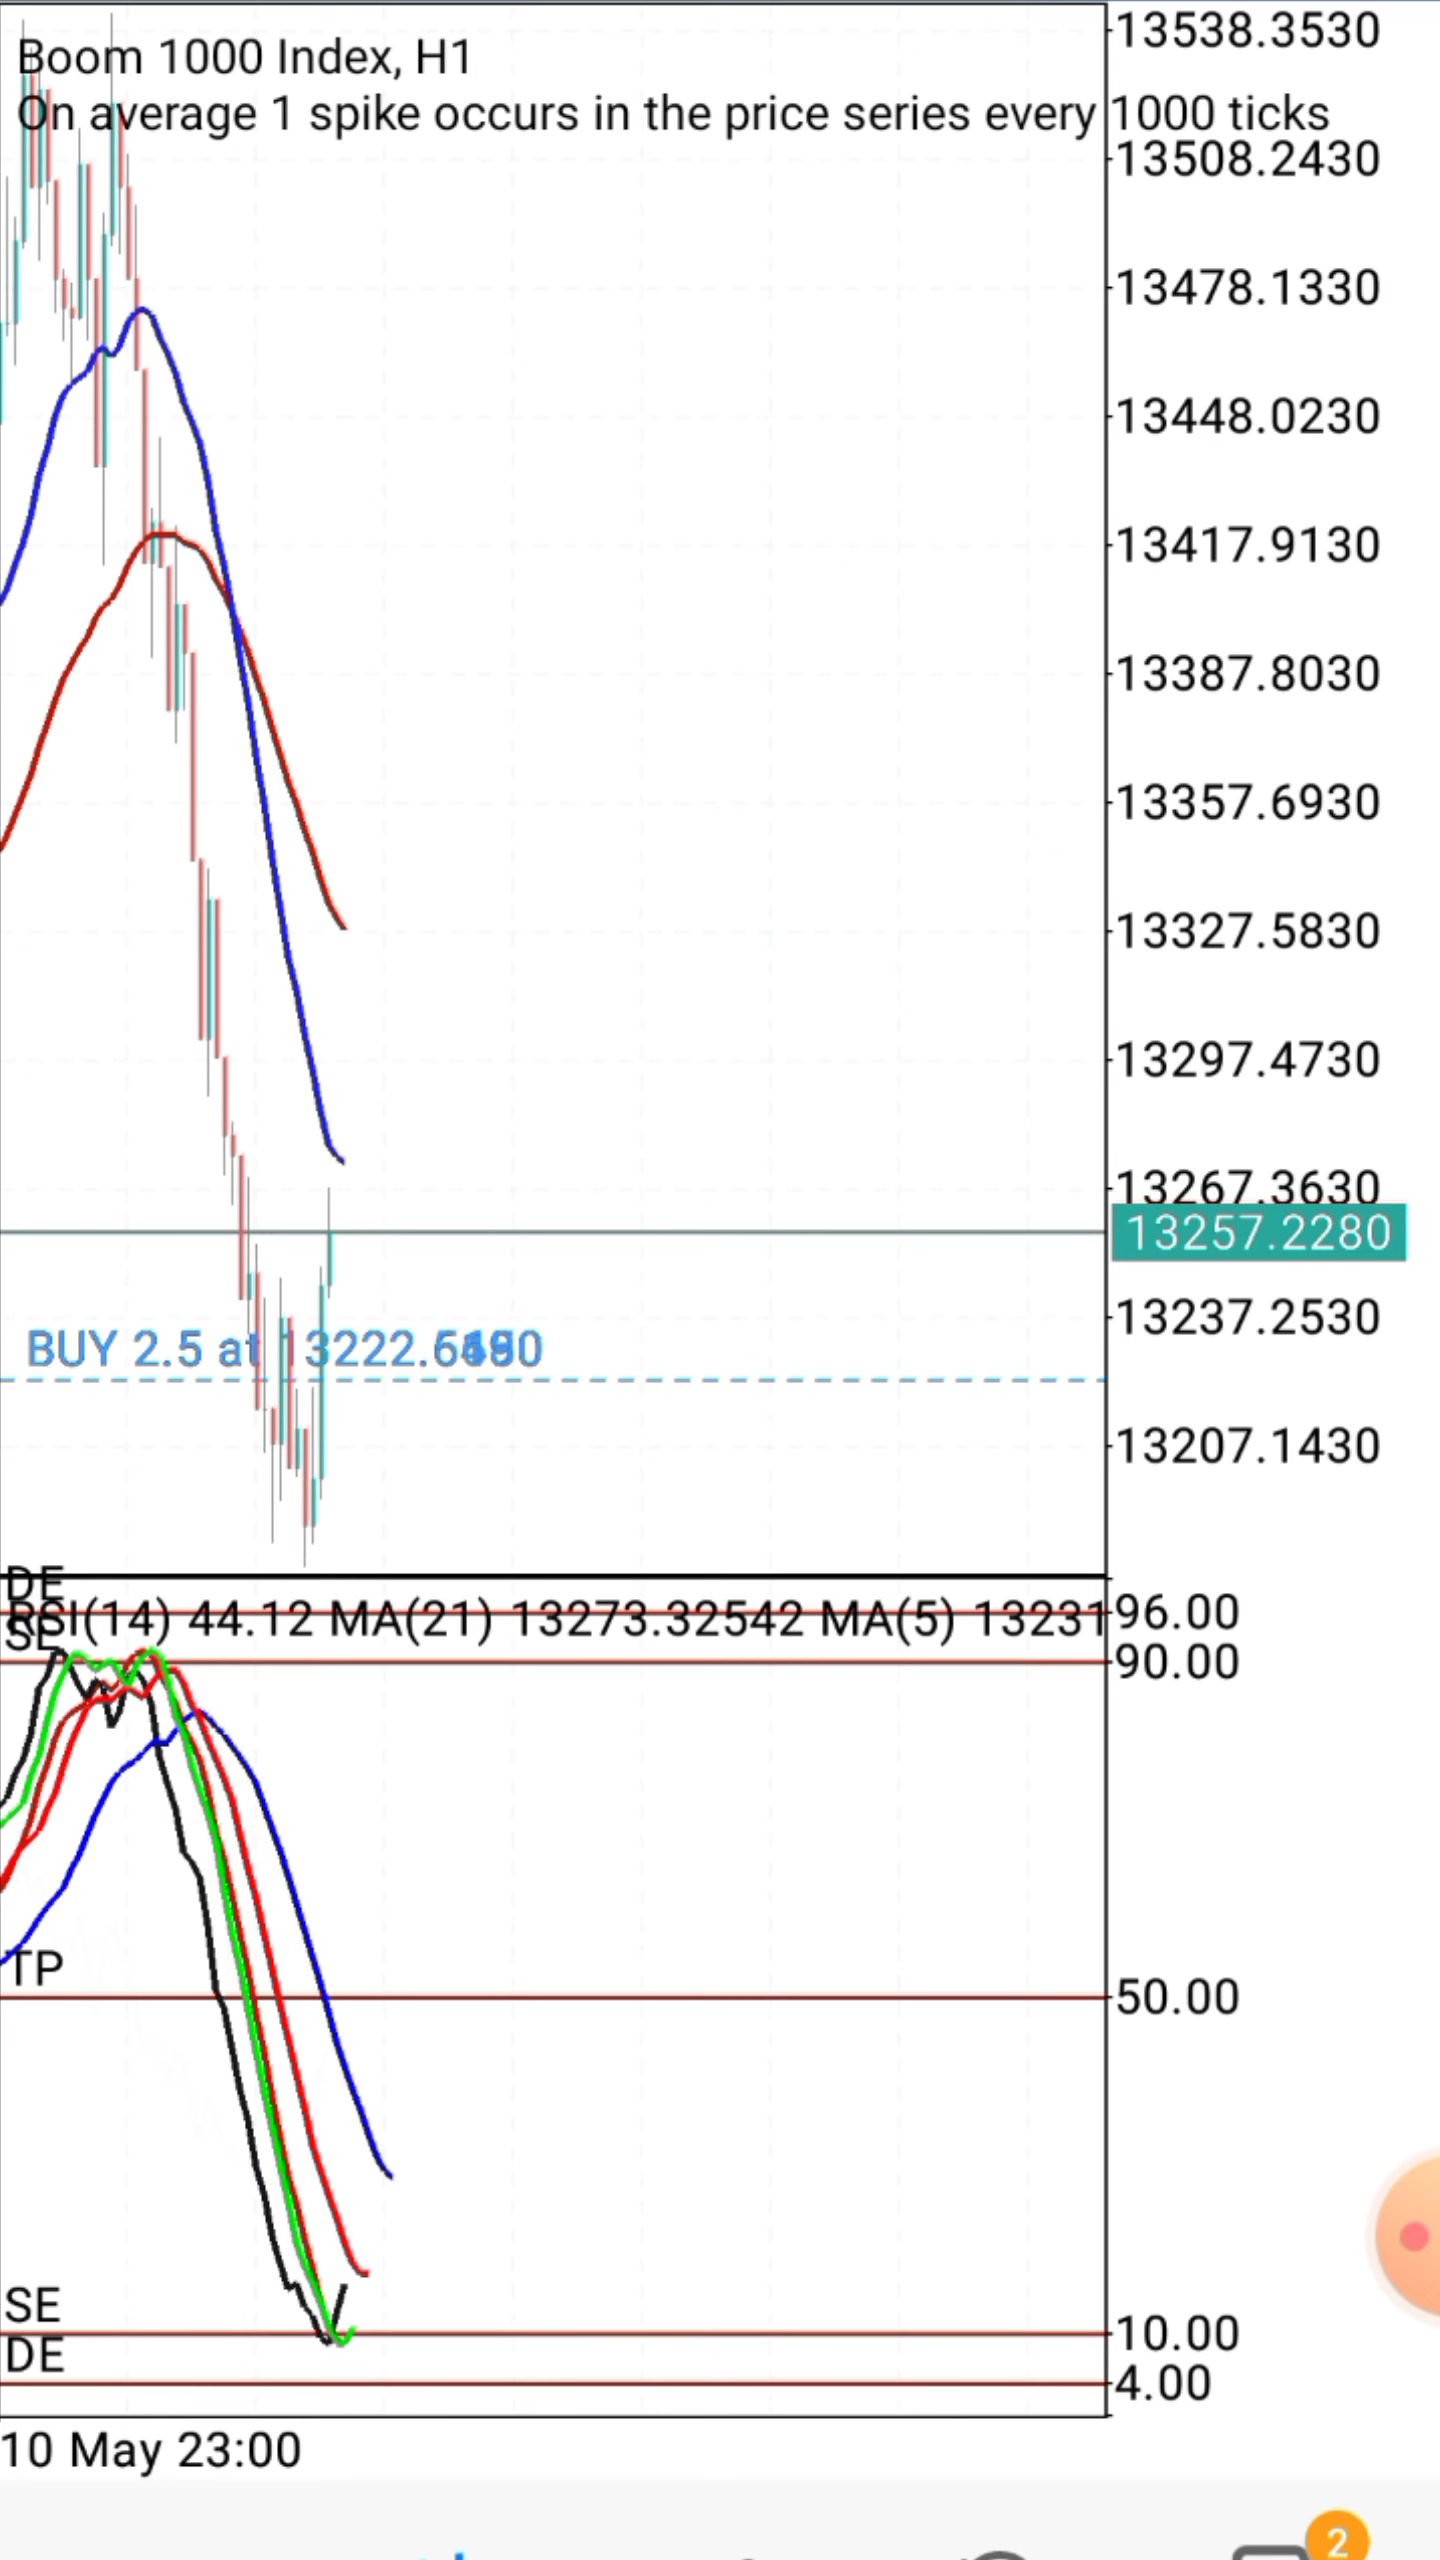 Boom 1000 Index, H1
On average 1 spike occurs in the price series every 1000 ticks
13538.3530
13508.2430
13478.1330
13448.0230
13417.9130
13387.8030
13357.6930
13327.5830
13297.4730
13267.3630
13257.2280
13237.2530
BUY 2.5 at
13207.1430
DE
RSI(14) 44.12 MA(21) 13273.32542 MA(5) 13231
SE
96.00
90.00
TP
50.00
SE
10.00
DE
4.00
10 May 23:00
2